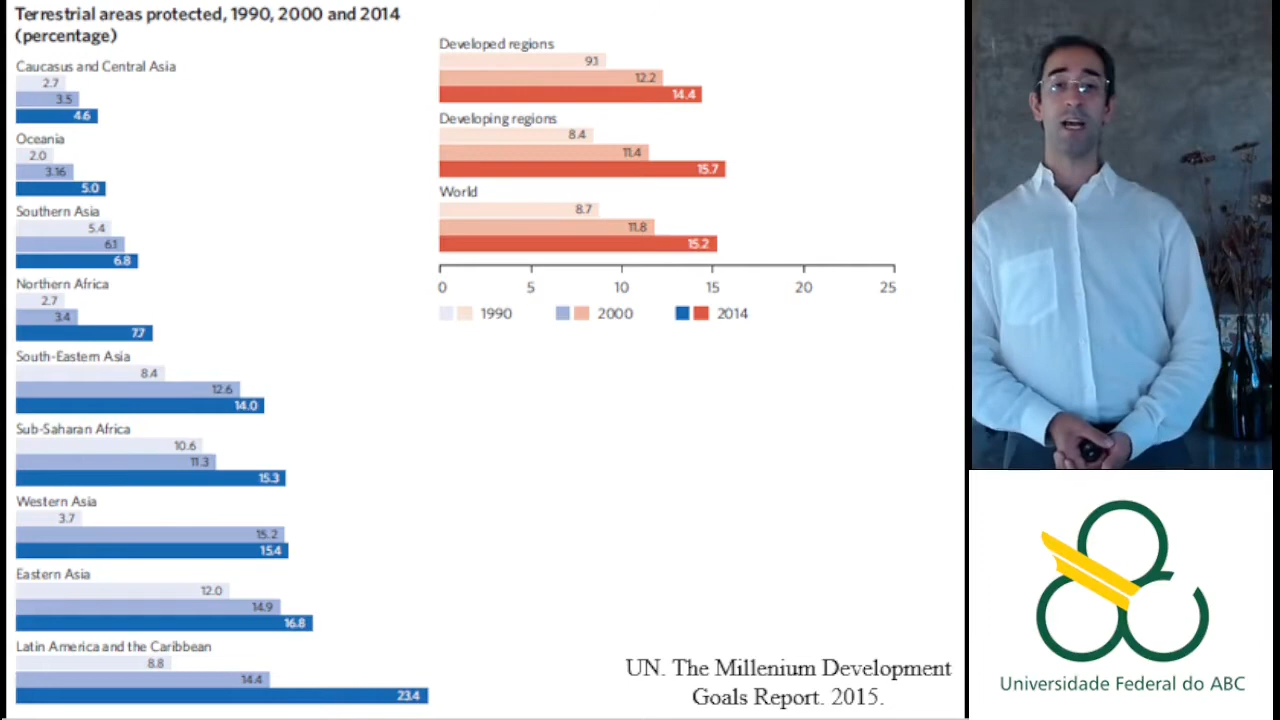 Terrestrial areas protected, 1990, 2000 and 2014
(percentage)
Caucasus and Central Asia
2.7
3.5
4.6
Oceania
2.0
3.16
5.0
Southern Asia
5.4
6.1
6.8
Northern Africa
2.7
3.4
7.7
South-Eastern Asia
8.4
12.6
14.0
Sub-Saharan Africa
10.6
11.3
15.3
Western Asia
3.7
15.2
15.4
Eastern Asia
12.0
14.9
16.8
Latin America and the Caribbean
8.8
14.4
23.4
Developed regions
9.1
12.2
14.4
Developing regions
8.4
11.4
15.7
World
8.7
11.8
15.2
0 5 10 15 20 25
1990 2000 2014
UN. The Millenium Development
Goals Report. 2015.
Universidade Federal do ABC